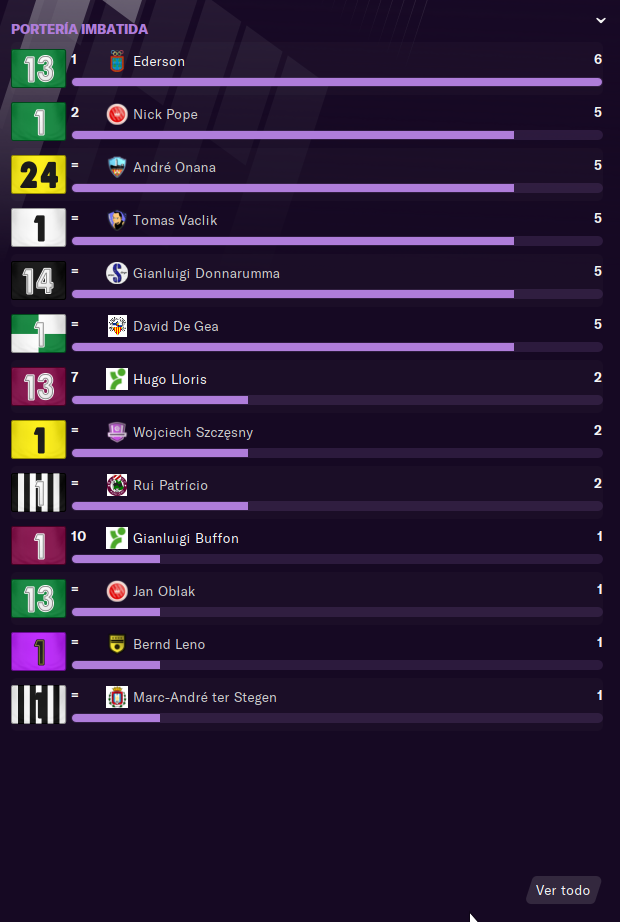 PORTERÍA IMBATIDA
13 1 Ederson 6
1 2 Nick Pope 5
24 = André Onana 5
1 = Tomas Vaclik 5
14 = Gianluigi Donnarumma 5
1 = David De Gea 5
13 7 Hugo Lloris 2
1 = Wojciech Szczęsny 2
1 = Rui Patrício 2
1 10 Gianluigi Buffon 1
13 = Jan Oblak 1
1 = Bernd Leno 1
1 = Marc-André ter Stegen 1
Ver todo